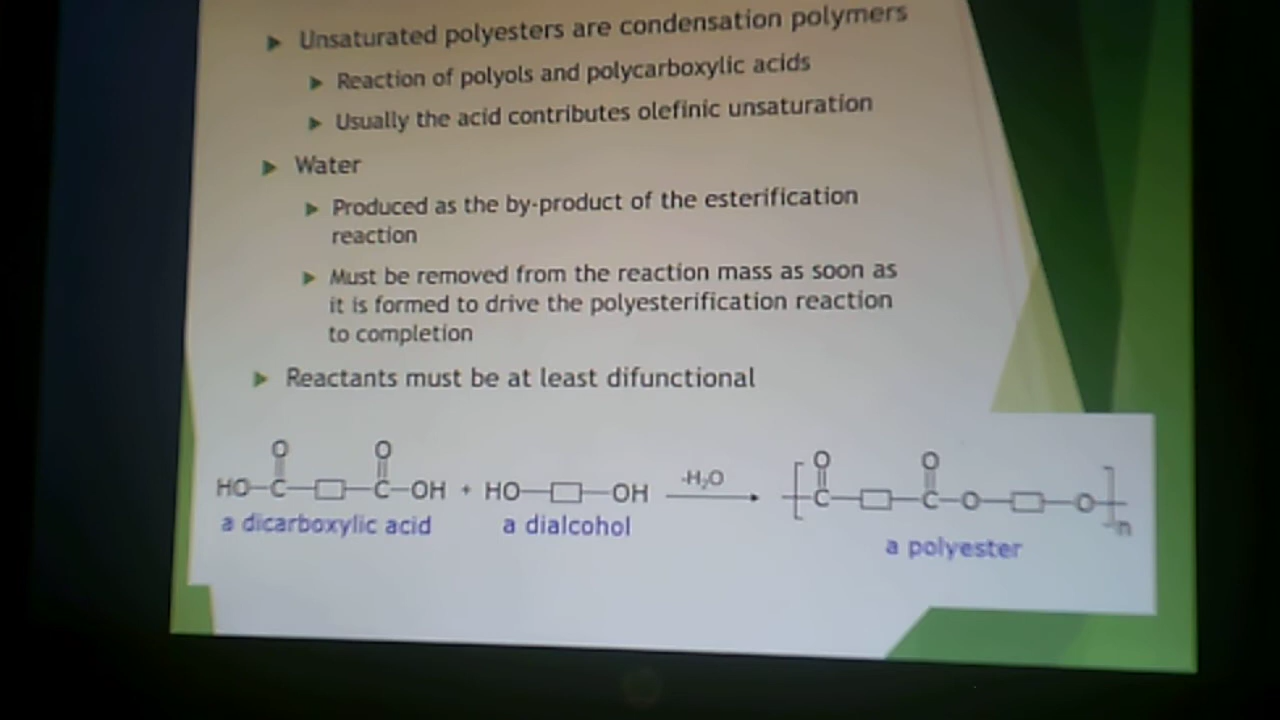 Unsaturated polyesters are condensation polymers
Reaction of polyols and polycarboxylic acids
Usually the acid contributes olefinic unsaturation
Water
Produced as the by-product of the esterification
reaction
Must be removed from the reaction mass as soon as
it is formed to drive the polyesterification reaction
to completion
Reactants must be at least difunctional
O O O O
HO-C-□-C-OH + HO-□-OH -H₂O → [C-□-C-O-□-O]n
a dicarboxylic acid a dialcohol a polyester